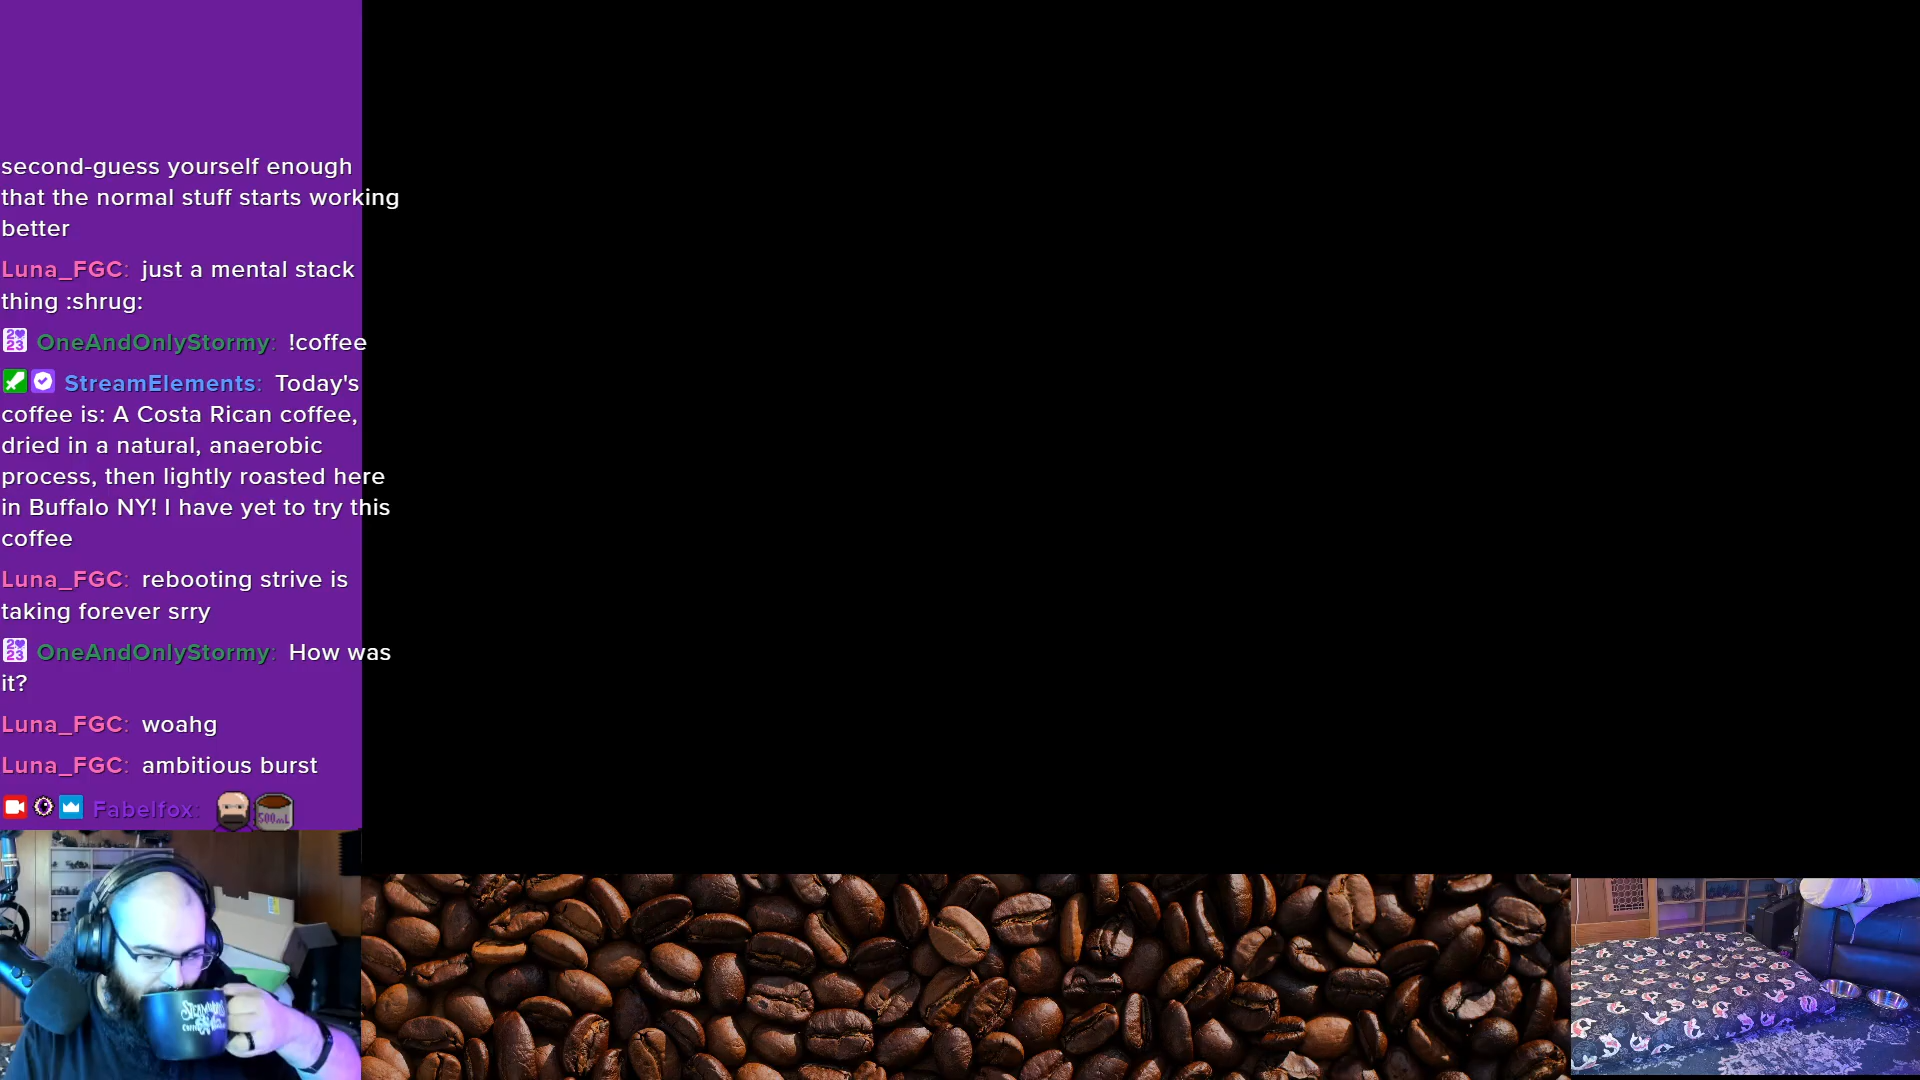 second-guess yourself enough
that the normal stuff starts working
better
Luna_FGC: just a mental stack
thing :shrug:
OneAndOnlyStormy: !coffee
StreamElements: Today's
coffee is: A Costa Rican coffee,
dried in a natural, anaerobic
process, then lightly roasted here
in Buffalo NY! I have yet to try this
coffee
Luna_FGC: rebooting strive is
taking forever srry
OneAndOnlyStormy: How was
it?
Luna_FGC: woahg
Luna_FGC: ambitious burst
Fabelfox: 500mL